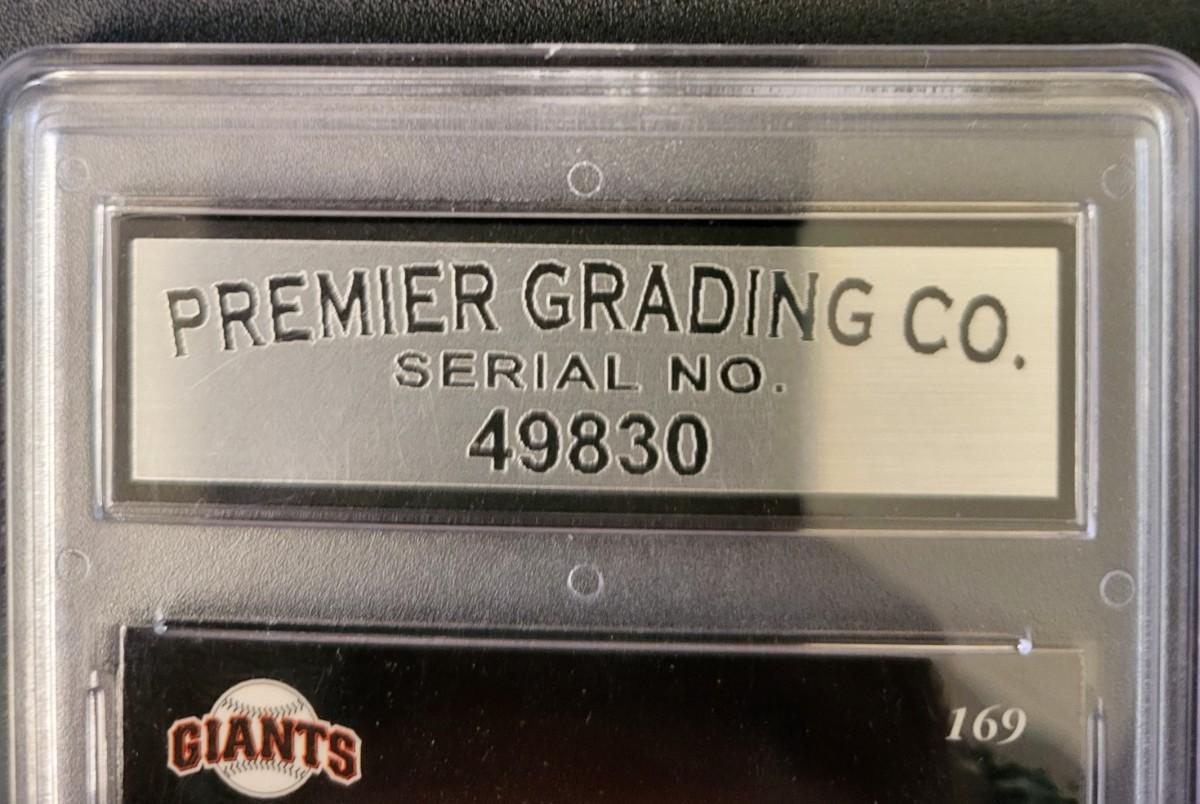 PREMIER GRADING CO.
SERIAL NO.
49830
GIANTS
169